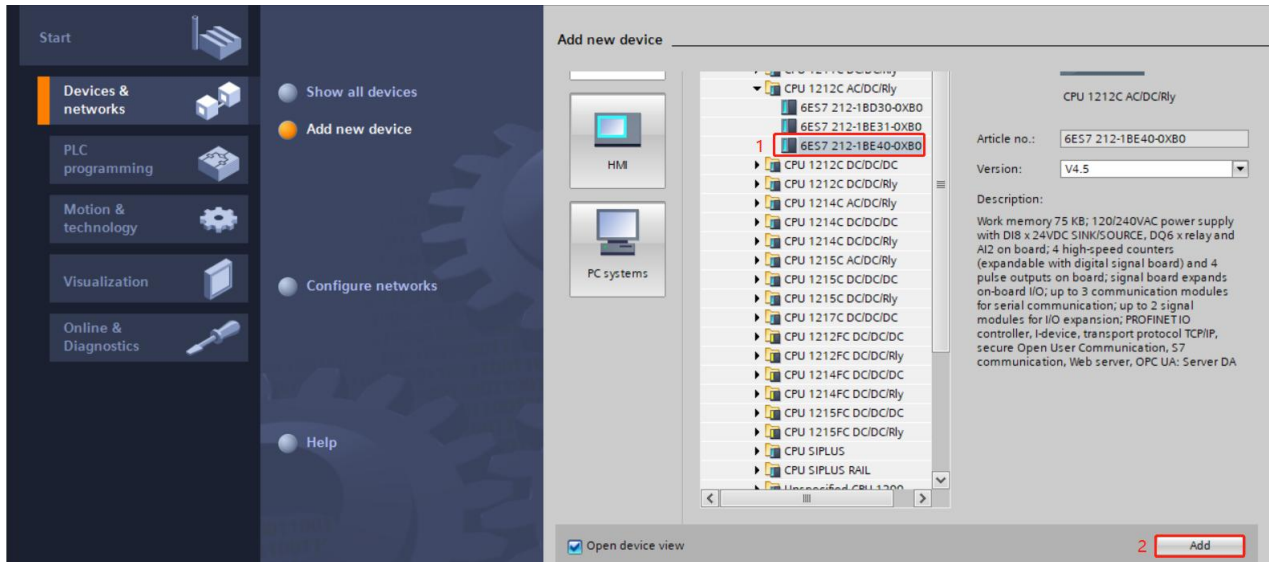 Start
Devices &
networks
PLC
programming
Motion &
technology
Visualization
Online &
Diagnostics
Show all devices
Add new device
Configure networks
Help
Add new device
HMI
PC systems
CPU 1211C DC/DC/Rly
CPU 1212C AC/DC/Rly
6ES7 212-1BD30-0XB0
6ES7 212-1BE31-0XB0
1
6ES7 212-1BE40-0XB0
CPU 1212C DC/DC/DC
CPU 1212C DC/DC/Rly
CPU 1214C AC/DC/Rly
CPU 1214C DC/DC/DC
CPU 1214C DC/DC/Rly
CPU 1215C AC/DC/Rly
CPU 1215C DC/DC/DC
CPU 1215C DC/DC/Rly
CPU 1217C DC/DC/DC
CPU 1212FC DC/DC/DC
CPU 1212FC DC/DC/Rly
CPU 1214FC DC/DC/DC
CPU 1214FC DC/DC/Rly
CPU 1215FC DC/DC/DC
CPU 1215FC DC/DC/Rly
CPU SIPLUS
CPU SIPLUS RAIL
Unspecified CPU 1200
CPU 1212C AC/DC/Rly
Article no.: 6ES7 212-1BE40-0XB0
Version: V4.5
Description:
Work memory 75 KB; 120/240VAC power supply
with DI8 x 24VDC SINK/SOURCE, DQ6 x relay and
AI2 on board; 4 high-speed counters
(expandable with digital signal board) and 4
pulse outputs on board; signal board expands
on-board I/O; up to 3 communication modules
for serial communication; up to 2 signal
modules for I/O expansion; PROFINET IO
controller, I-device, transport protocol TCP/IP,
secure Open User Communication, S7
communication, Web server, OPC UA: Server DA
Open device view
2
Add